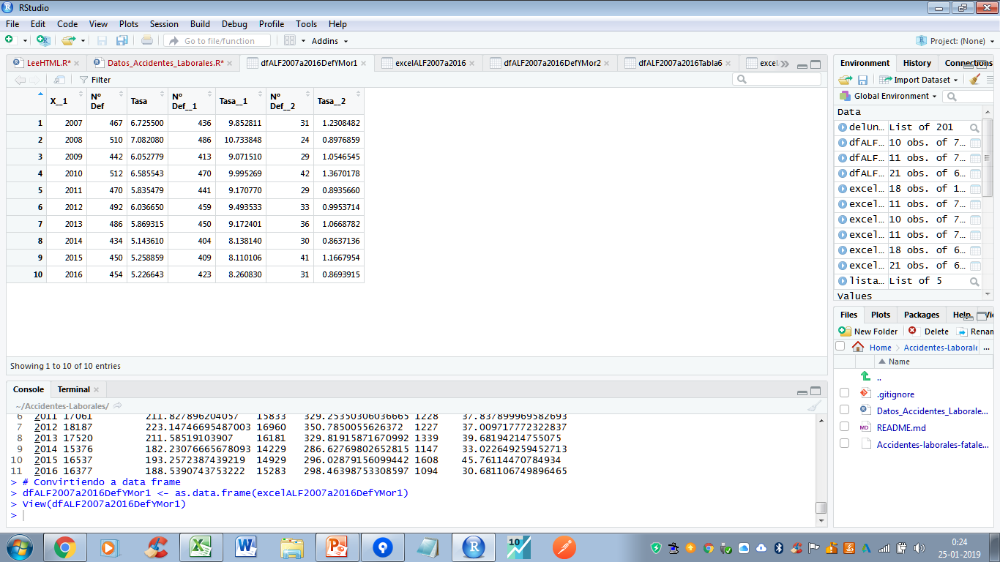 RStudio
File Edit Code View Plots Session Build Debug Profile Tools Help
Go to file/function Addins Project: (None)
LeeHTML.R* Datos_Accidentes_Laborales.R* dfALF2007a2016DefYMor1 excelALF2007a2016 dfALF2007a2016DefYMor2 dfALF2007a2016Tabla6 excel
Filter
X__1 Nº Def Tasa Nº Def__1 Tasa__1 Nº Def__2 Tasa__2
1 2007 467 6.725500 436 9.852811 31 1.2308482
2 2008 510 7.082080 486 10.733848 24 0.8976859
3 2009 442 6.052779 413 9.071510 29 1.0546545
4 2010 512 6.585543 470 9.995269 42 1.3670178
5 2011 470 5.835479 441 9.170770 29 0.8935660
6 2012 492 6.036650 459 9.493533 33 0.9953714
7 2013 486 5.869315 450 9.172401 36 1.0668782
8 2014 434 5.143610 404 8.138140 30 0.8637136
9 2015 450 5.258859 409 8.110106 41 1.1667954
10 2016 454 5.226643 423 8.260830 31 0.8693915
Showing 1 to 10 of 10 entries
Console Terminal
~/Accidentes-Laborales/
6 2011 17061 211.827896204057 15833 329.25350306036665 1228 37.837899969582693
7 2012 18187 223.14746695487003 16960 350.7850055626372 1227 37.009717772322837
8 2013 17520 211.58519103907 16181 329.81915871670992 1339 39.68194214755075
9 2014 15376 182.23076665678093 14229 286.62769802652815 1147 33.022649259452713
10 2015 16537 193.2572387439219 14929 296.02879156099442 1608 45.76114470784934
11 2016 16377 188.5390743753222 15283 298.46398753308597 1094 30.681106749896465
> # Convirtiendo a data frame
> dfALF2007a2016DefYMor1 <- as.data.frame(excelALF2007a2016DefYMor1)
> View(dfALF2007a2016DefYMor1)
>
Environment History Connections
Import Dataset
Global Environment
Data
delUn… List of 201
dfALF… 10 obs. of 7…
dfALF… 11 obs. of 7…
dfALF… 21 obs. of 6…
excel… 18 obs. of 1…
excel… 11 obs. of 7…
excel… 10 obs. of 7…
excel… 11 obs. of 7…
excel… 18 obs. of 6…
excel… 21 obs. of 6…
lista… List of 5
Values
Files Plots Packages Help
New Folder Delete Renam
Home Accidentes-Laborale ...
Name
..
.gitignore
Datos_Accidentes_Laborale...
README.md
Accidentes-laborales-fatale...
0:24
25-01-2019